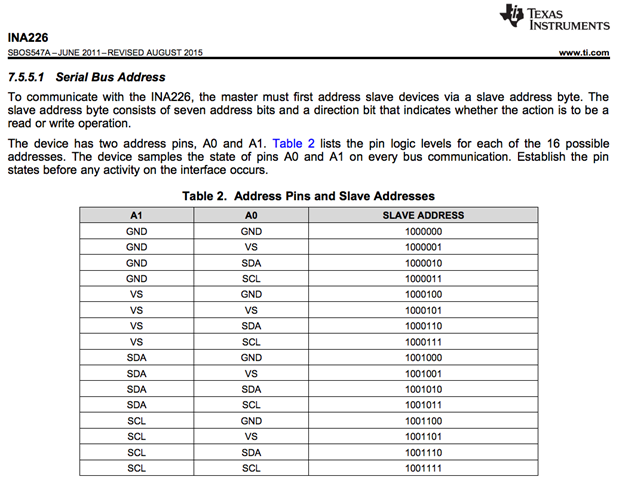 TEXAS
INSTRUMENTS
INA226
SBOS547A – JUNE 2011 – REVISED AUGUST 2015
www.ti.com
7.5.5.1 Serial Bus Address
To communicate with the INA226, the master must first address slave devices via a slave address byte. The
slave address byte consists of seven address bits and a direction bit that indicates whether the action is to be a
read or write operation.
The device has two address pins, A0 and A1. Table 2 lists the pin logic levels for each of the 16 possible
addresses. The device samples the state of pins A0 and A1 on every bus communication. Establish the pin
states before any activity on the interface occurs.
Table 2. Address Pins and Slave Addresses
A1 A0 SLAVE ADDRESS
GND GND 1000000
GND VS 1000001
GND SDA 1000010
GND SCL 1000011
VS GND 1000100
VS VS 1000101
VS SDA 1000110
VS SCL 1000111
SDA GND 1001000
SDA VS 1001001
SDA SDA 1001010
SDA SCL 1001011
SCL GND 1001100
SCL VS 1001101
SCL SDA 1001110
SCL SCL 1001111